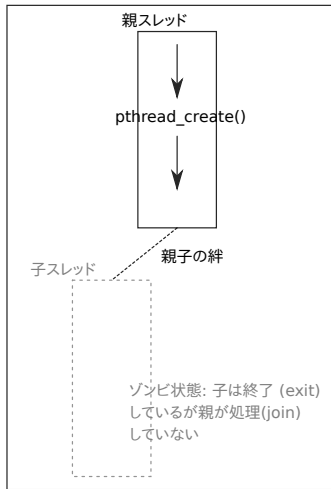 親スレッド
pthread_create()
親子の絆
子スレッド
ゾンビ状態: 子は終了 (exit)
しているが親が処理(join)
していない